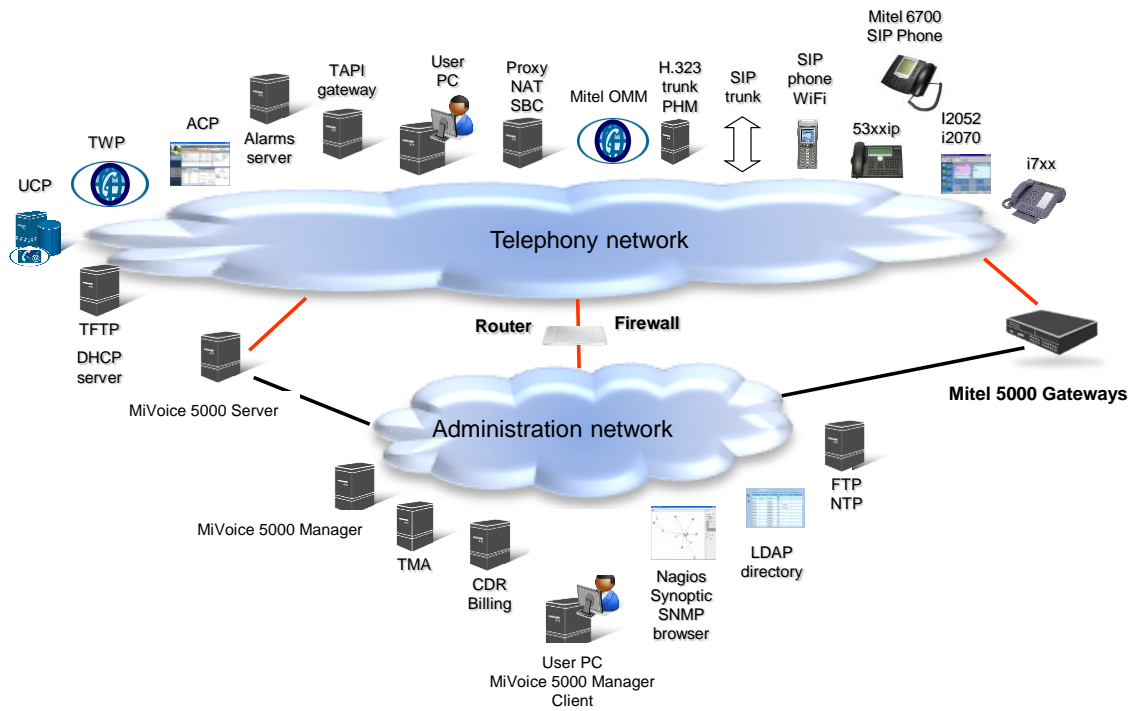 Mitel 6700
SIP Phone
User
PC
TAPI
gateway
Proxy
NAT
SBC
H.323
trunk
PHM
SIP
trunk
SIP
phone
WiFi
Mitel OMM
ACP
Alarms
server
TWP
53xxip
I2052
i2070
i7xx
UCP
Telephony network
TFTP
DHCP
server
Router
Firewall
MiVoice 5000 Server
Mitel 5000 Gateways
Administration network
MiVoice 5000 Manager
TMA
CDR
Billing
Nagios
Synoptic
SNMP
browser
LDAP
directory
FTP
NTP
User PC
MiVoice 5000 Manager
Client